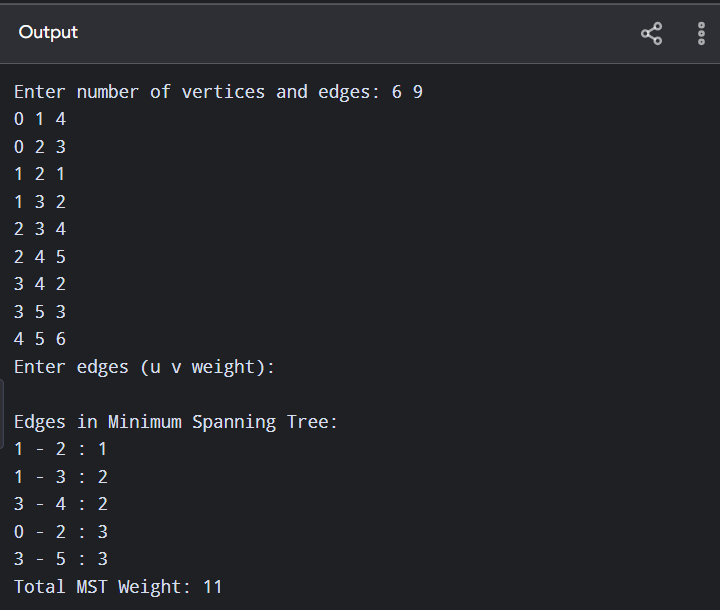 Output
Enter number of vertices and edges: 6 9
0 1 4
0 2 3
1 2 1
1 3 2
2 3 4
2 4 5
3 4 2
3 5 3
4 5 6
Enter edges (u v weight):
Edges in Minimum Spanning Tree:
1 - 2 : 1
1 - 3 : 2
3 - 4 : 2
0 - 2 : 3
3 - 5 : 3
Total MST Weight: 11